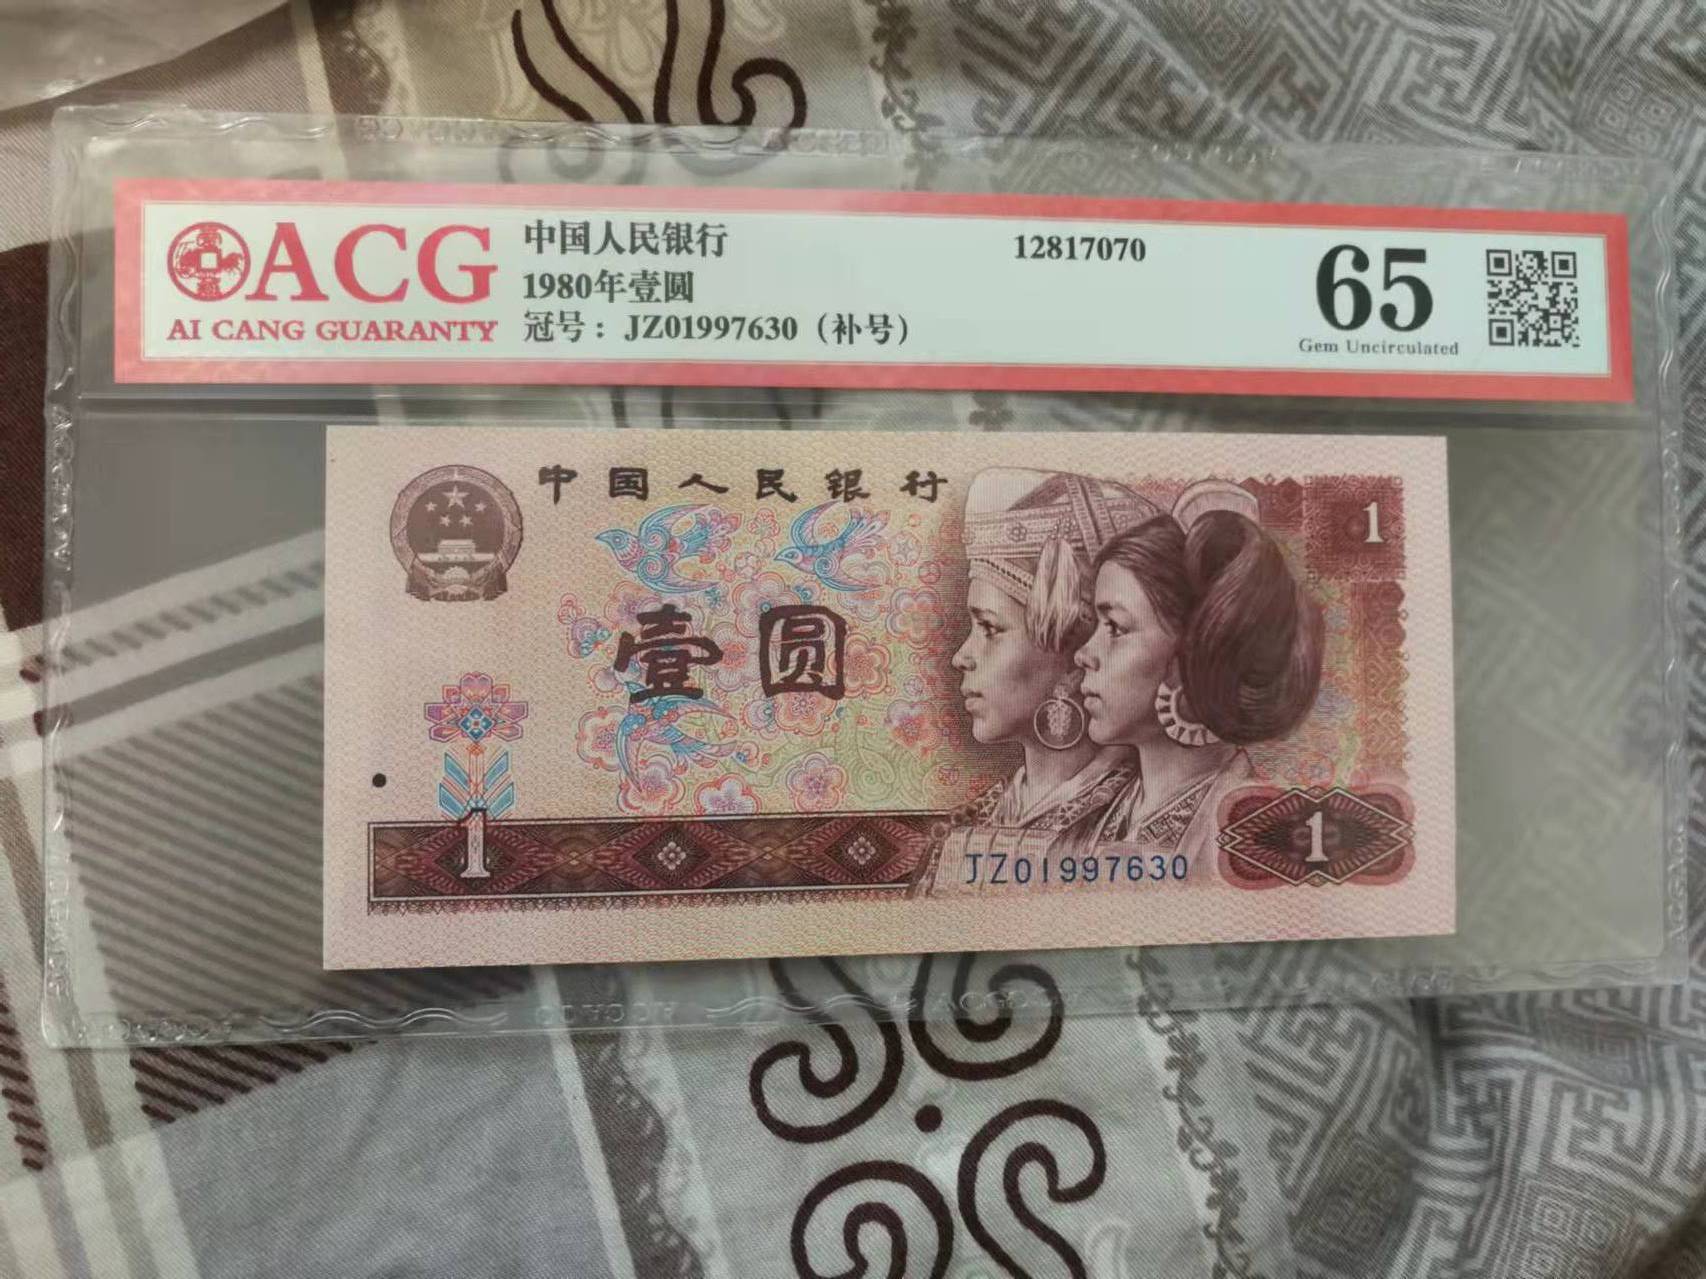 ACG
AI CANG GUARANTY
中国人民银行
1980年壹圆
冠号：JZ01997630（补号）
12817070
65
Gem Uncirculated
中国人民银行
1
壹圆
1
JZ01997630
1